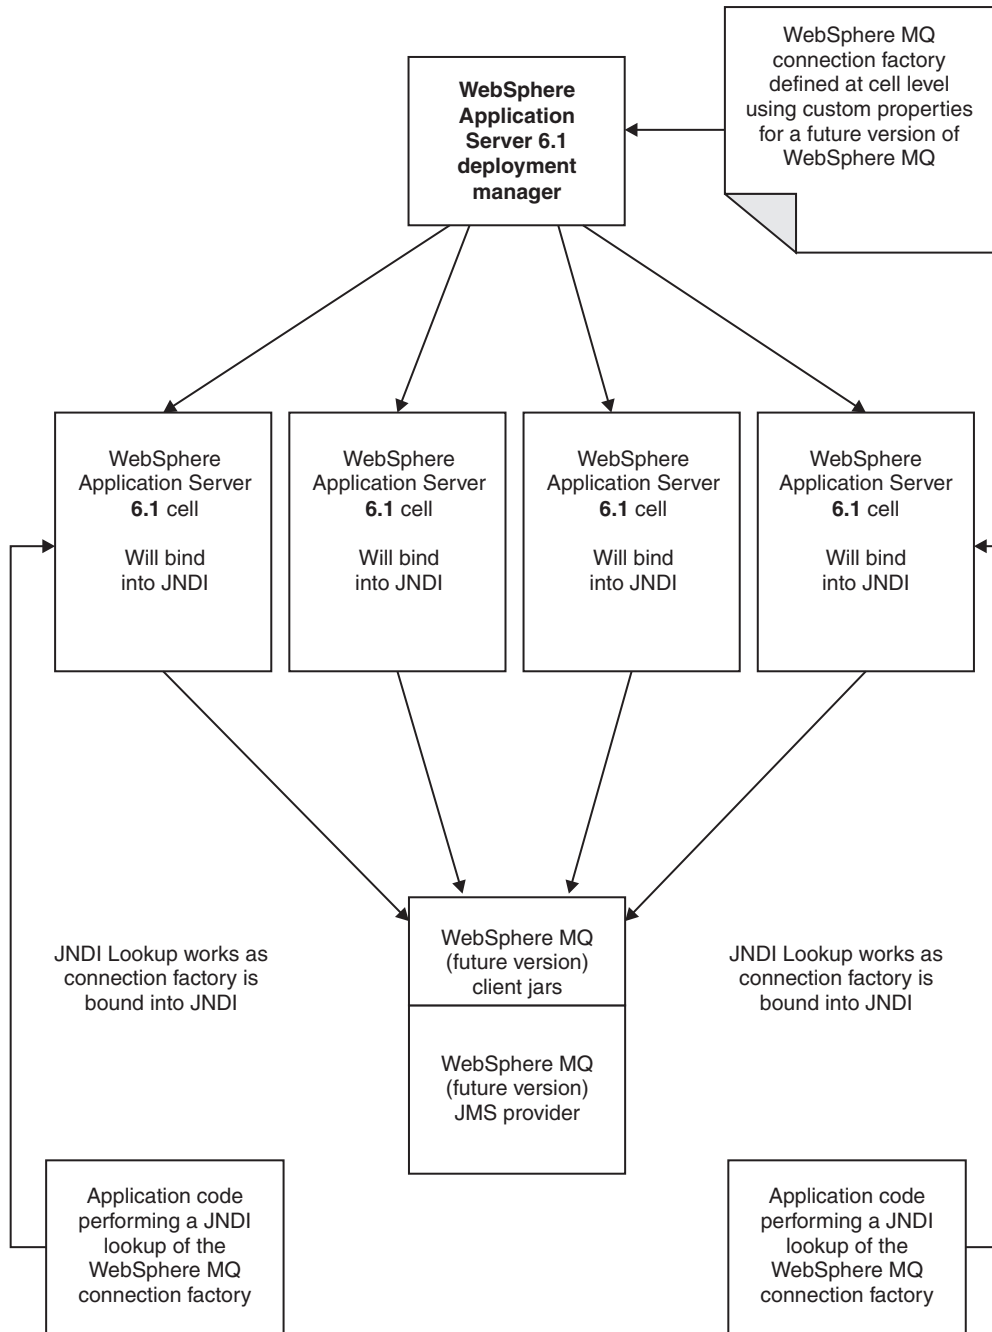 WebSphere MQ
connection factory
defined at cell level
using custom properties
for a future version of
WebSphere MQ
WebSphere
Application
Server 6.1
deployment
manager
WebSphere
Application Server
6.1 cell
Will bind
into JNDI
WebSphere
Application Server
6.1 cell
Will bind
into JNDI
WebSphere
Application Server
6.1 cell
Will bind
into JNDI
WebSphere
Application Server
6.1 cell
Will bind
into JNDI
JNDI Lookup works as
connection factory is
bound into JNDI
WebSphere MQ
(future version)
client jars
WebSphere MQ
(future version)
JMS provider
JNDI Lookup works as
connection factory is
bound into JNDI
Application code
performing a JNDI
lookup of the
WebSphere MQ
connection factory
Application code
performing a JNDI
lookup of the
WebSphere MQ
connection factory